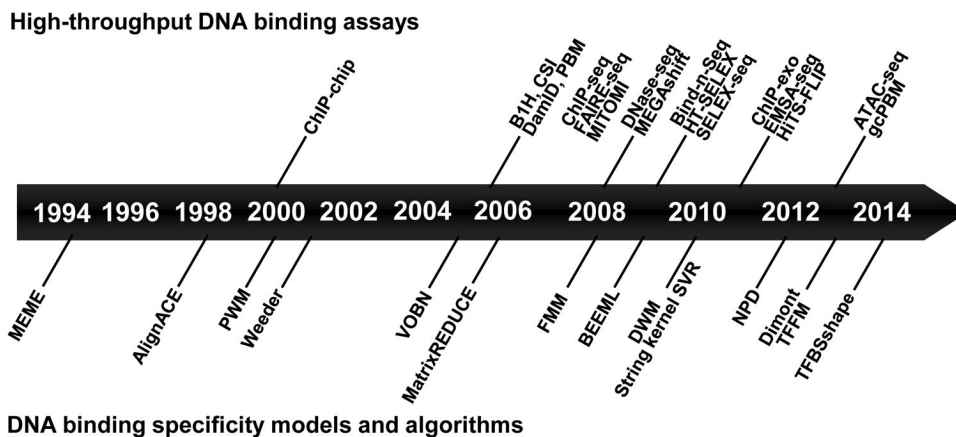 High-throughput DNA binding assays
ChIP-chip
B1H, CSI
DamID, PBM
ChIP-seq
FAIRE-seq
MITOMI
DNase-seg
MEGAshift
Bind-n-Seq
HT-SELEX
SELEX-seq
ChIP-exo
EMSA-seg
HiTS-FLIP
ATAC-seq
gcPBM
1994 1996 1998 2000 2002 2004 2006 2008 2010 2012 2014
MEME
AlignACE
PWM
Weeder
VOBN
MatrixREDUCE
FMM
BEEML
DWM
String kernel SVR
NPD
Dimont
TFFM
TFBSshape
DNA binding specificity models and algorithms